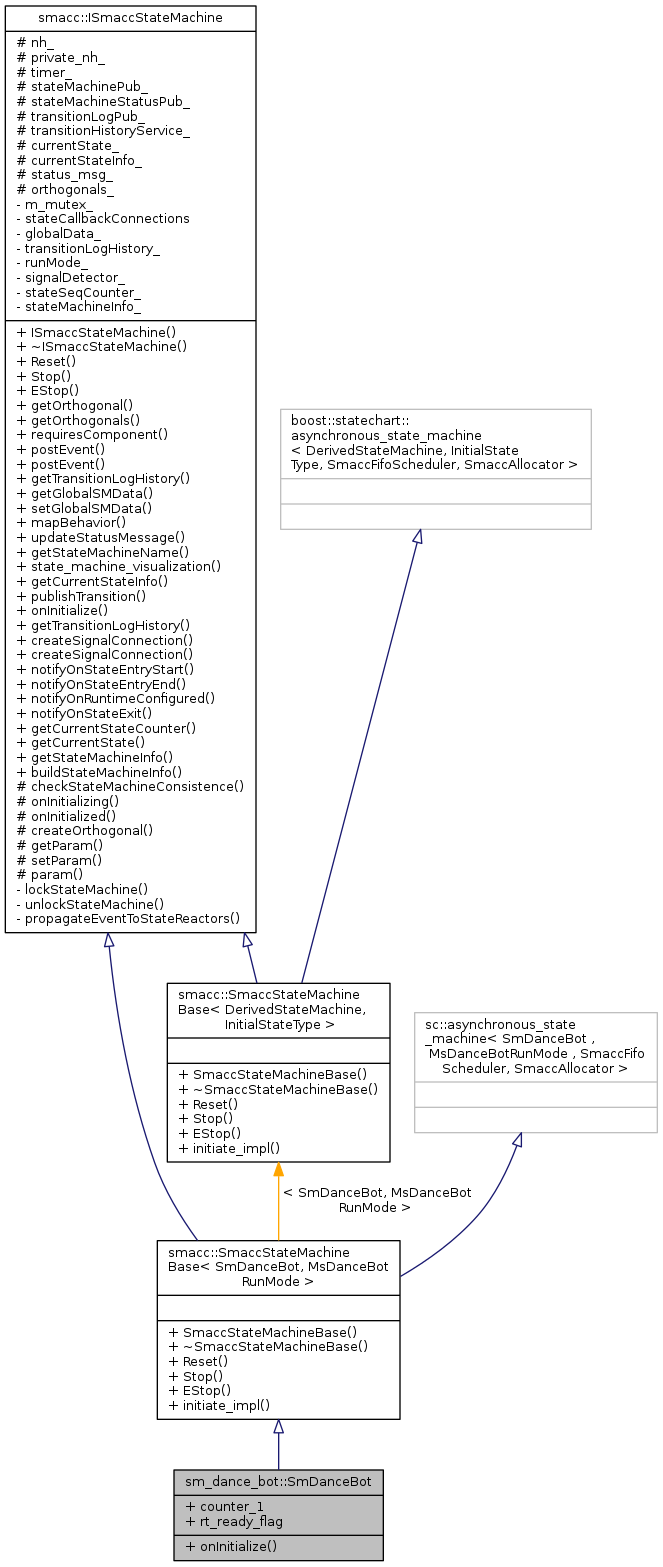 smacc::ISmaccStateMachine
# nh_
# private_nh_
# timer_
# stateMachinePub_
# stateMachineStatusPub_
# transitionLogPub_
# transitionHistoryService_
# currentState_
# currentStateInfo_
# status_msg_
# orthogonals_
- m_mutex_
- stateCallbackConnections
- globalData_
- transitionLogHistory_
- runMode_
- signalDetector_
- stateSeqCounter_
- stateMachineInfo_
+ ISmaccStateMachine()
+ ~ISmaccStateMachine()
+ Reset()
+ Stop()
+ EStop()
+ getOrthogonal()
+ getOrthogonals()
+ requiresComponent()
+ postEvent()
+ postEvent()
+ getTransitionLogHistory()
+ getGlobalSMData()
+ setGlobalSMData()
+ mapBehavior()
+ updateStatusMessage()
+ getStateMachineName()
+ state_machine_visualization()
+ getCurrentStateInfo()
+ publishTransition()
+ onInitialize()
+ getTransitionLogHistory()
+ createSignalConnection()
+ createSignalConnection()
+ notifyOnStateEntryStart()
+ notifyOnStateEntryEnd()
+ notifyOnRuntimeConfigured()
+ notifyOnStateExit()
+ getCurrentStateCounter()
+ getCurrentState()
+ getStateMachineInfo()
+ buildStateMachineInfo()
# checkStateMachineConsistence()
# onInitializing()
# onInitialized()
# createOrthogonal()
# getParam()
# setParam()
# param()
- lockStateMachine()
- unlockStateMachine()
- propagateEventToStateReactors()
boost::statechart::
asynchronous_state_machine
< DerivedStateMachine, InitialState
Type, SmaccFifoScheduler, SmaccAllocator >
smacc::SmaccStateMachine
Base< DerivedStateMachine,
InitialStateType >
+ SmaccStateMachineBase()
+ ~SmaccStateMachineBase()
+ Reset()
+ Stop()
+ EStop()
+ initiate_impl()
sc::asynchronous_state
_machine< SmDanceBot ,
MsDanceBotRunMode , SmaccFifo
Scheduler, SmaccAllocator >
< SmDanceBot, MsDanceBot
RunMode >
smacc::SmaccStateMachine
Base< SmDanceBot, MsDanceBot
RunMode >
+ SmaccStateMachineBase()
+ ~SmaccStateMachineBase()
+ Reset()
+ Stop()
+ EStop()
+ initiate_impl()
sm_dance_bot::SmDanceBot
+ counter_1
+ rt_ready_flag
+ onInitialize()